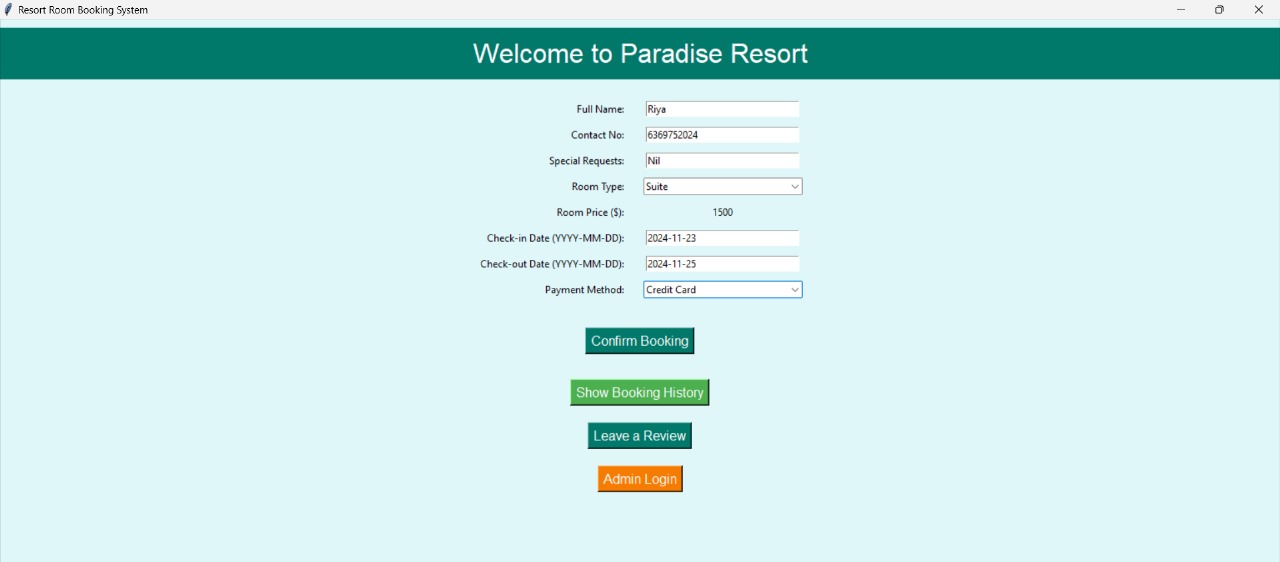 Resort Room Booking System
Welcome to Paradise Resort
Full Name: Riya
Contact No: 6369752024
Special Requests: Nil
Room Type: Suite
Room Price ($): 1500
Check-in Date (YYYY-MM-DD): 2024-11-23
Check-out Date (YYYY-MM-DD): 2024-11-25
Payment Method: Credit Card
Confirm Booking
Show Booking History
Leave a Review
Admin Login